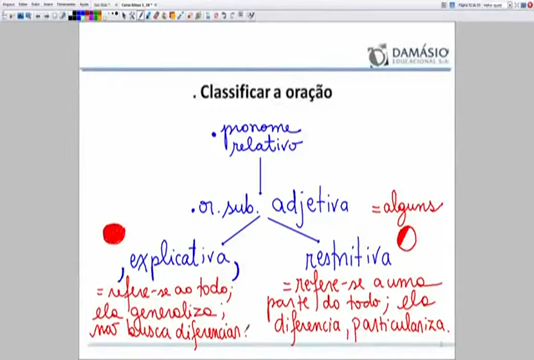 DAMÁSIO
EDUCACIONAL S.A.
. Classificar a oração
. pronome
relativo
. or. sub. adjetiva
= alguns
, explicativa,
restritiva
= refere-se ao todo;
ela generaliza;
não busca diferenciar!
= refere-se a uma
parte do todo; ela
diferencia, particulariza.